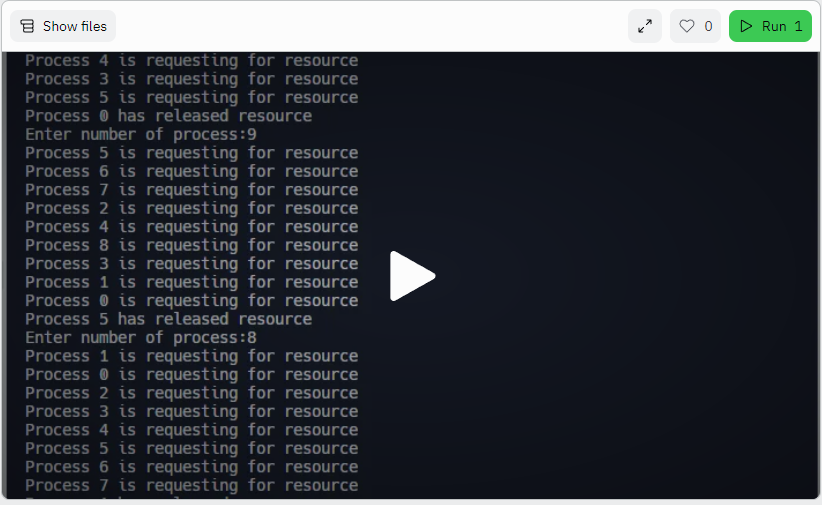 Show files
0
Run 1
Process 4 is requesting for resource
Process 3 is requesting for resource
Process 5 is requesting for resource
Process 0 has released resource
Enter number of process:9
Process 5 is requesting for resource
Process 6 is requesting for resource
Process 7 is requesting for resource
Process 2 is requesting for resource
Process 4 is requesting for resource
Process 8 is requesting for resource
Process 3 is requesting for resource
Process 1 is requesting for resource
Process 0 is requesting for resource
Process 5 has released resource
Enter number of process:8
Process 1 is requesting for resource
Process 0 is requesting for resource
Process 2 is requesting for resource
Process 3 is requesting for resource
Process 4 is requesting for resource
Process 5 is requesting for resource
Process 6 is requesting for resource
Process 7 is requesting for resource